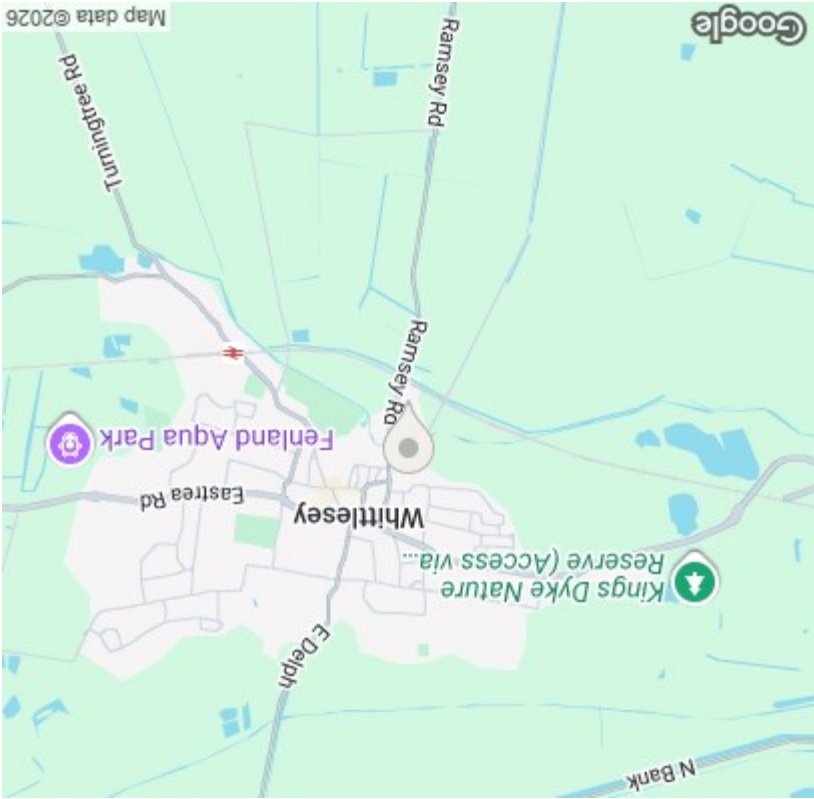 N Bank
E Delph
Kings Dyke Nature
Reserve (Access via...
Whittlesey
Eastrea Rd
Fenland Aqua Park
Ramsey Rd
Turningtree Rd
Ramsey Rd
Google
Map data ©2026